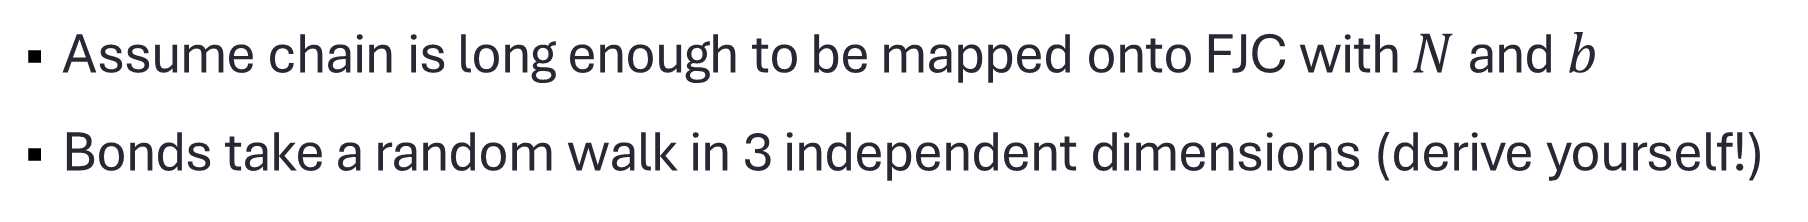 ▪ Assume chain is long enough to be mapped onto FJC with N and b
▪ Bonds take a random walk in 3 independent dimensions (derive yourself!)